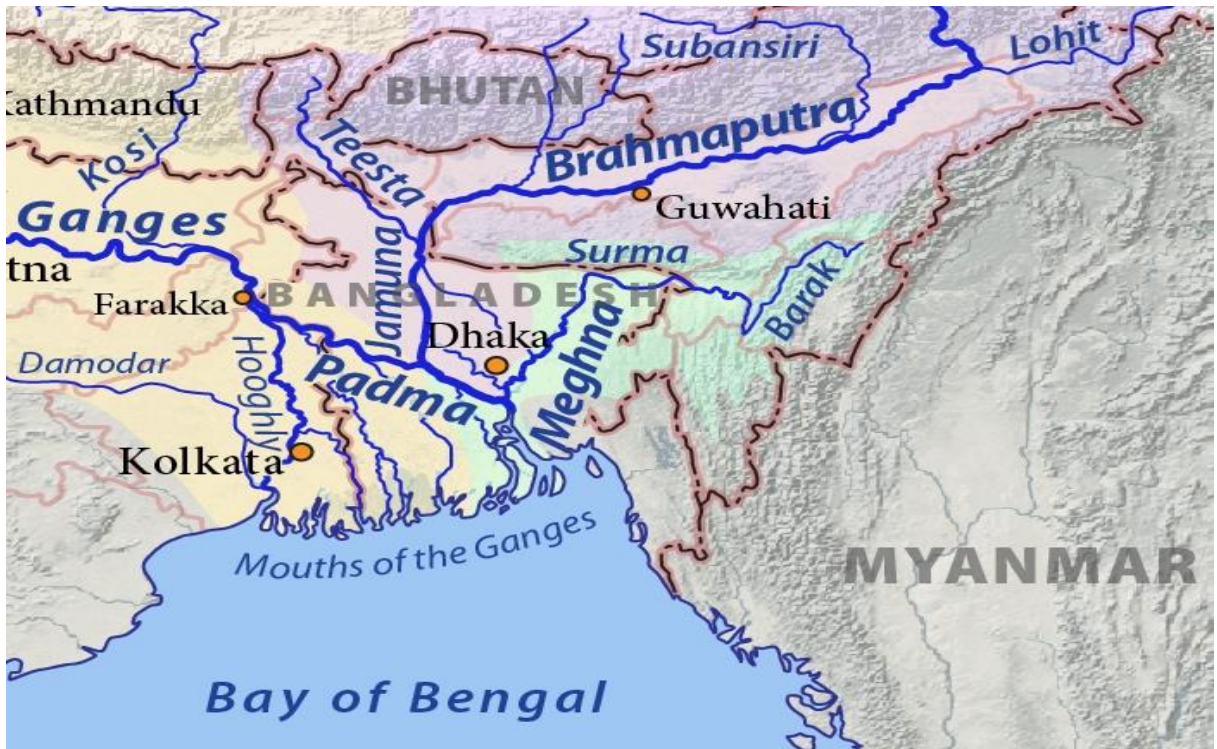 Subansiri
Lohit
BHUTAN
Kathmandu
Kosi
Teesta
Brahmaputra
Ganges
Guwahati
Jamuna
Surma
tna
Farakka
BANGLADESH
Barak
Dhaka
Meghna
Damodar
Hooghly
Padma
Kolkata
Mouths of the Ganges
MYANMAR
Bay of Bengal